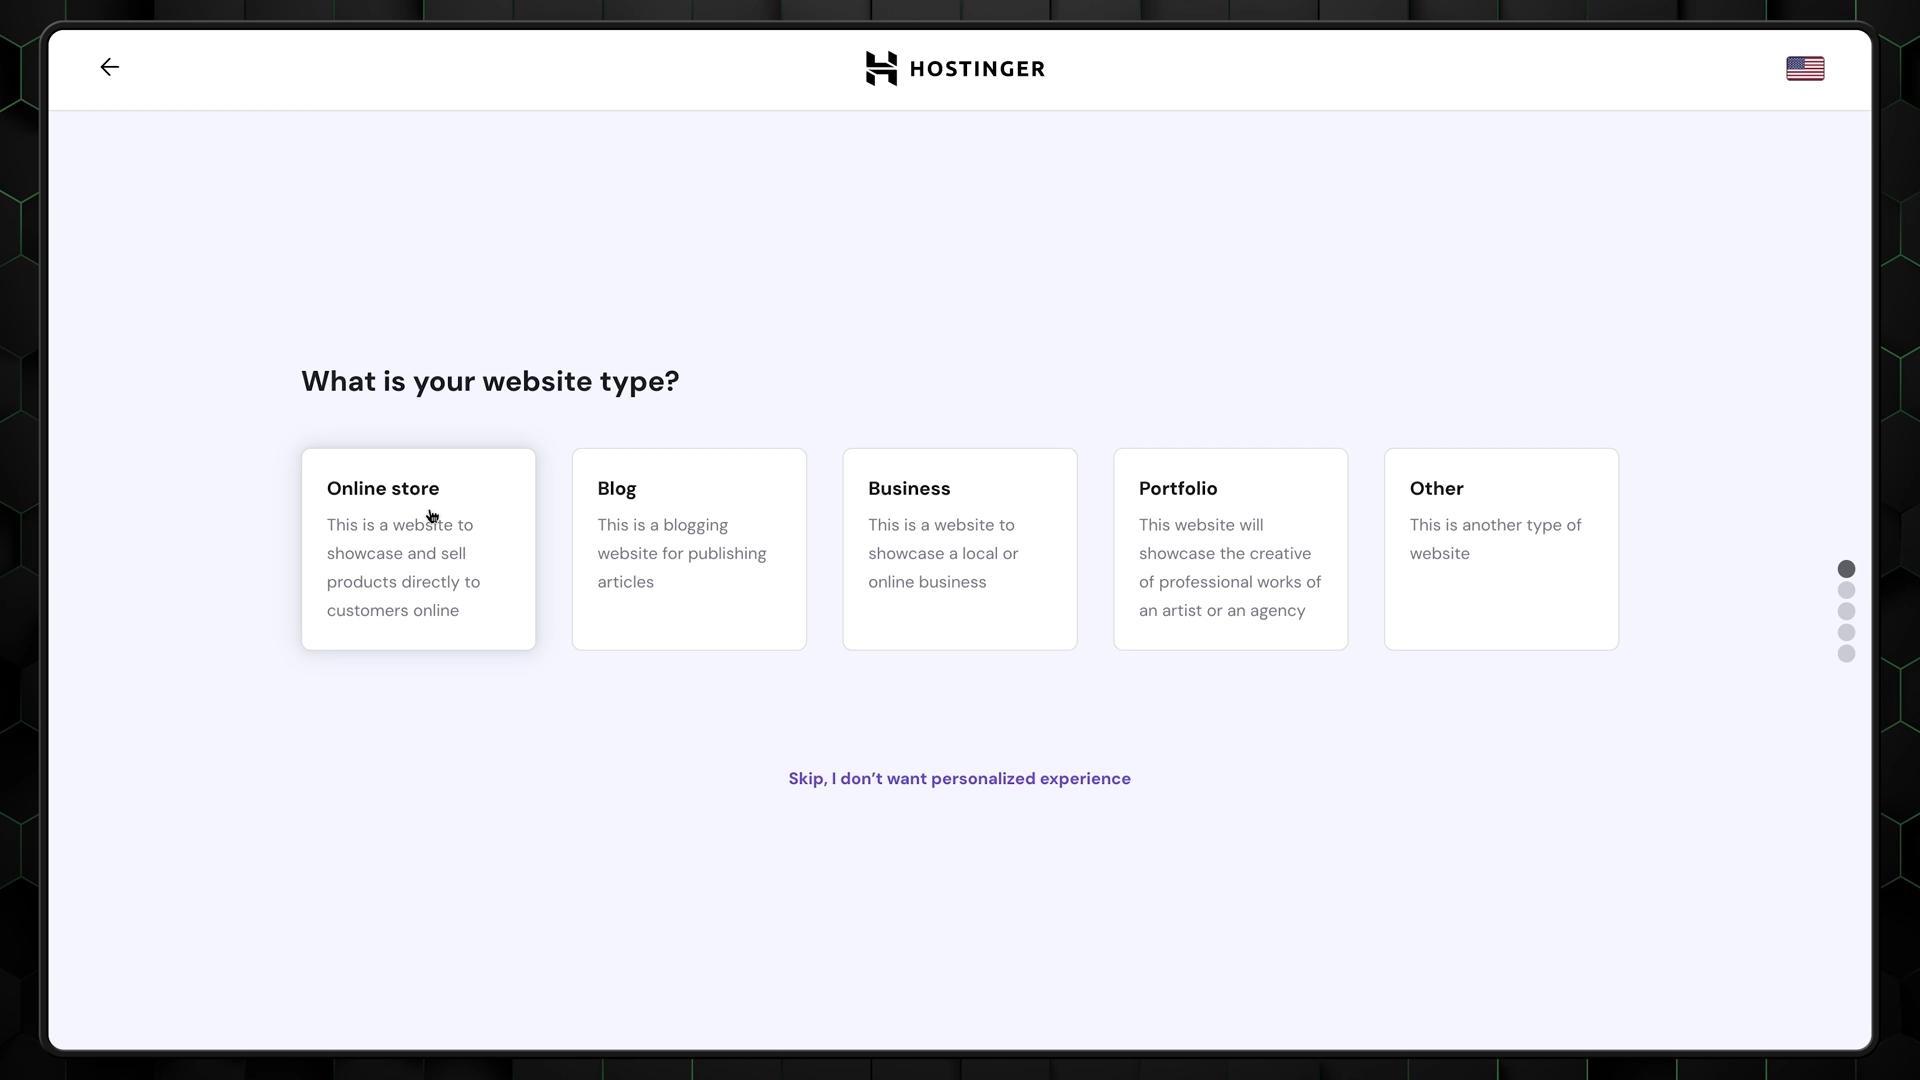 HOSTINGER
What is your website type?
Online store
This is a website to
showcase and sell
products directly to
customers online
Blog
This is a blogging
website for publishing
articles
Business
This is a website to
showcase a local or
online business
Portfolio
This website will
showcase the creative
of professional works of
an artist or an agency
Other
This is another type of
website
Skip, I don’t want personalized experience